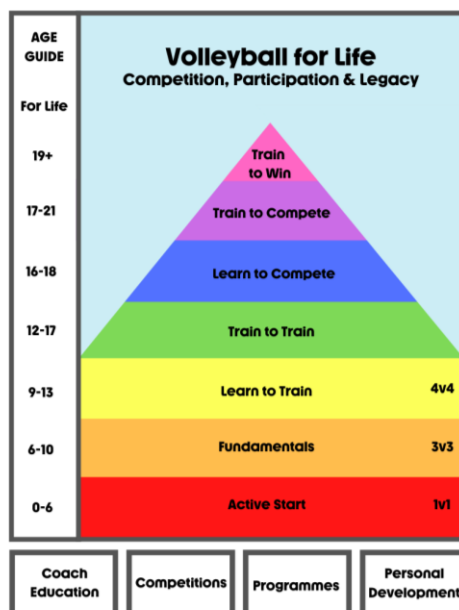 AGE
GUIDE
Volleyball for Life
Competition, Participation & Legacy
For Life
19+
Train
to Win
17-21
Train to Compete
16-18
Learn to Compete
12-17
Train to Train
9-13
Learn to Train
4v4
6-10
Fundamentals
3v3
0-6
Active Start
1v1
Coach
Education
Competitions
Programmes
Personal
Development